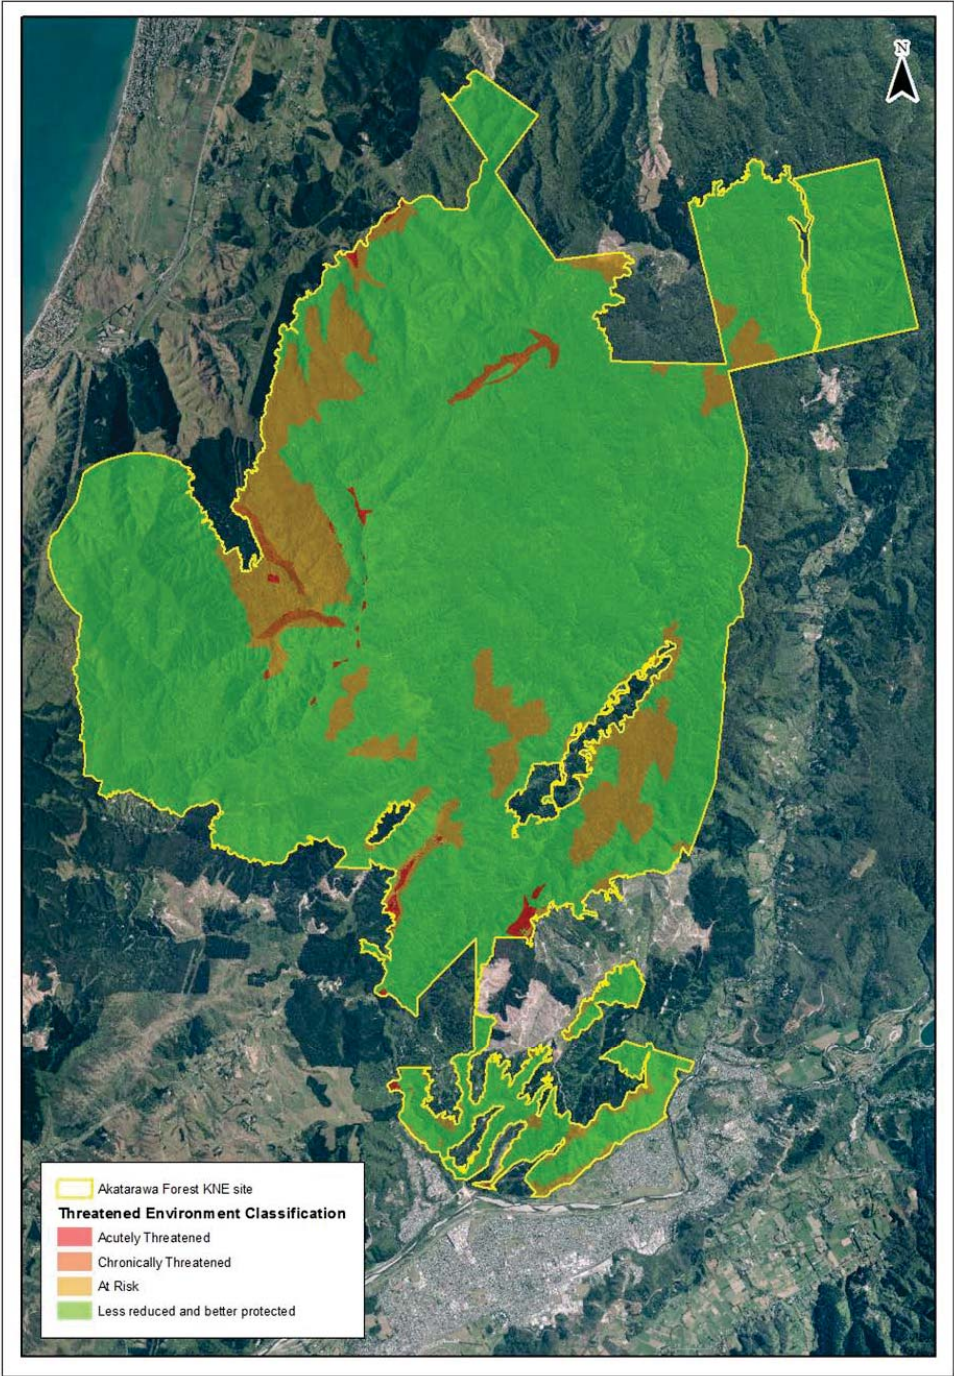 N
Akatarawa Forest KNE site
Threatened Environment Classification
Acutely Threatened
Chronically Threatened
At Risk
Less reduced and better protected